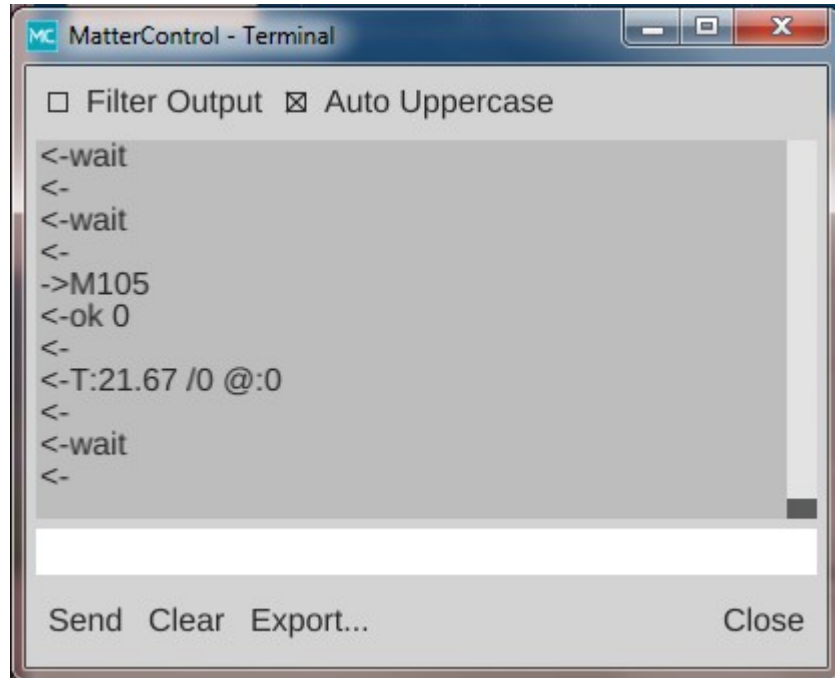 MC MatterControl - Terminal
Filter Output Auto Uppercase
<-wait
<-
<-wait
<-
->M105
<-ok 0
<-
<-T:21.67 /0 @:0
<-
<-wait
<-
Send Clear Export... Close